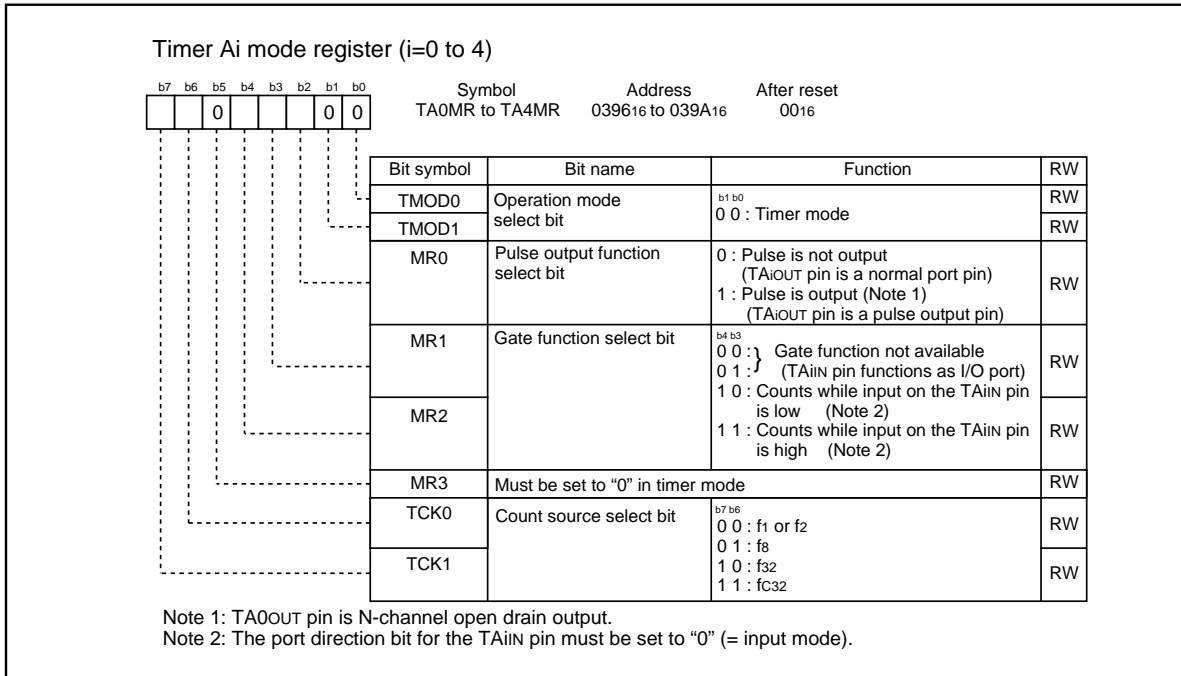 Timer Ai mode register (i=0 to 4)
b7 b6 b5 b4 b3 b2 b1 b0
0 0 0
Symbol Address After reset
TA0MR to TA4MR 039616 to 039A16 0016
Bit symbol Bit name Function RW
TMOD0 Operation mode select bit b1 b0 RW
TMOD1 0 0 : Timer mode RW
MR0 Pulse output function select bit 0 : Pulse is not output
(TAiOUT pin is a normal port pin)
1 : Pulse is output (Note 1)
(TAiOUT pin is a pulse output pin) RW
MR1 Gate function select bit b4 b3
0 0 : } Gate function not available
0 1 : (TAiIN pin functions as I/O port) RW
1 0 : Counts while input on the TAiIN pin
MR2 is low (Note 2)
1 1 : Counts while input on the TAiIN pin
is high (Note 2) RW
MR3 Must be set to “0” in timer mode RW
TCK0 Count source select bit b7 b6
0 0 : f1 or f2 RW
0 1 : f8
TCK1 1 0 : f32
1 1 : fC32 RW
Note 1: TA0OUT pin is N-channel open drain output.
Note 2: The port direction bit for the TAiIN pin must be set to “0” (= input mode).